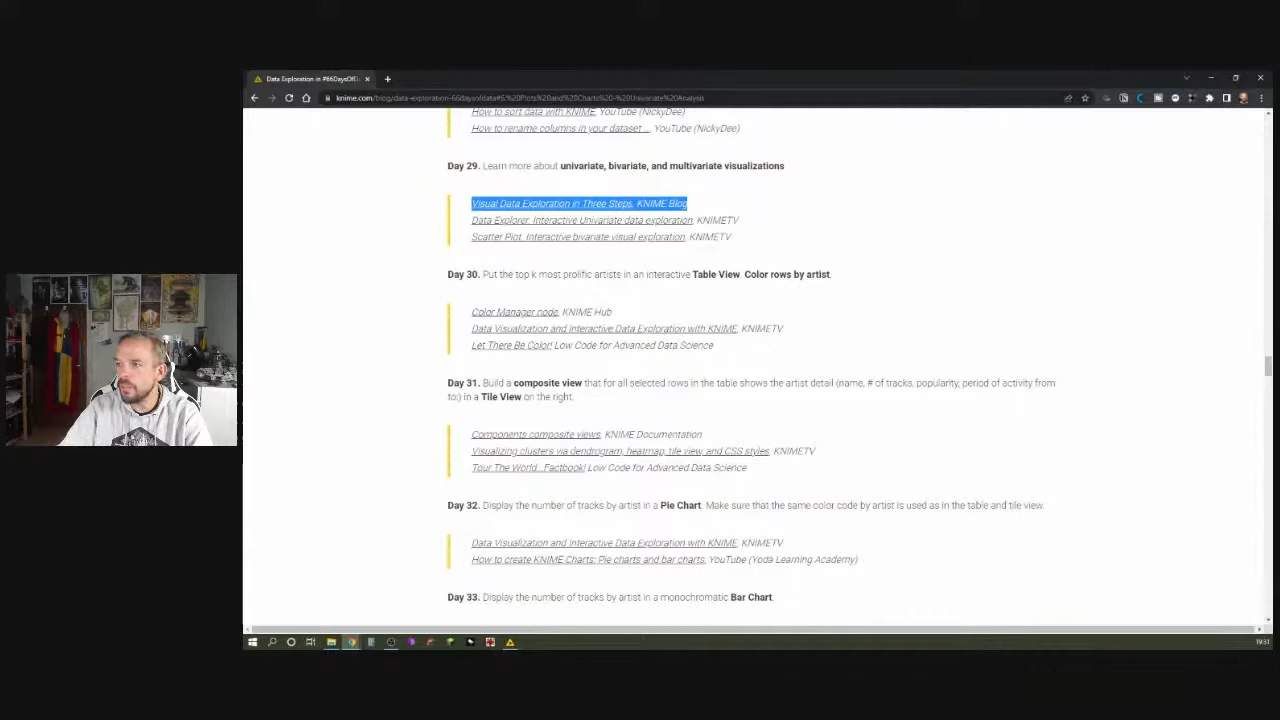 Data Exploration in #66DaysOfD
knime.com/blog/data-exploration-66daysofdata#6.%20Plots%20and%20Charts%20-%20Univariate%20Analysis
How to sort data with KNIME, YouTube (NickyDee)
How to rename columns in your dataset ..., YouTube (NickyDee)
Day 29. Learn more about univariate, bivariate, and multivariate visualizations
Visual Data Exploration in Three Steps, KNIME Blog
Data Explorer. Interactive Univariate data exploration, KNIMETV
Scatter Plot. Interactive bivariate visual exploration, KNIMETV
Day 30. Put the top k most prolific artists in an interactive Table View. Color rows by artist.
Color Manager node, KNIME Hub
Data Visualization and Interactive Data Exploration with KNIME, KNIMETV
Let There Be Color! Low Code for Advanced Data Science
Day 31. Build a composite view that for all selected rows in the table shows the artist detail (name, # of tracks, popularity, period of activity from
to:) in a Tile View on the right.
Components composite views, KNIME Documentation
Visualizing clusters via dendrogram, heatmap, tile view, and CSS styles, KNIMETV
Tour The World...Factbook! Low Code for Advanced Data Science
Day 32. Display the number of tracks by artist in a Pie Chart. Make sure that the same color code by artist is used as in the table and tile view.
Data Visualization and Interactive Data Exploration with KNIME, KNIMETV
How to create KNIME Charts: Pie charts and bar charts, YouTube (Yoda Learning Academy)
Day 33. Display the number of tracks by artist in a monochromatic Bar Chart.
19:31